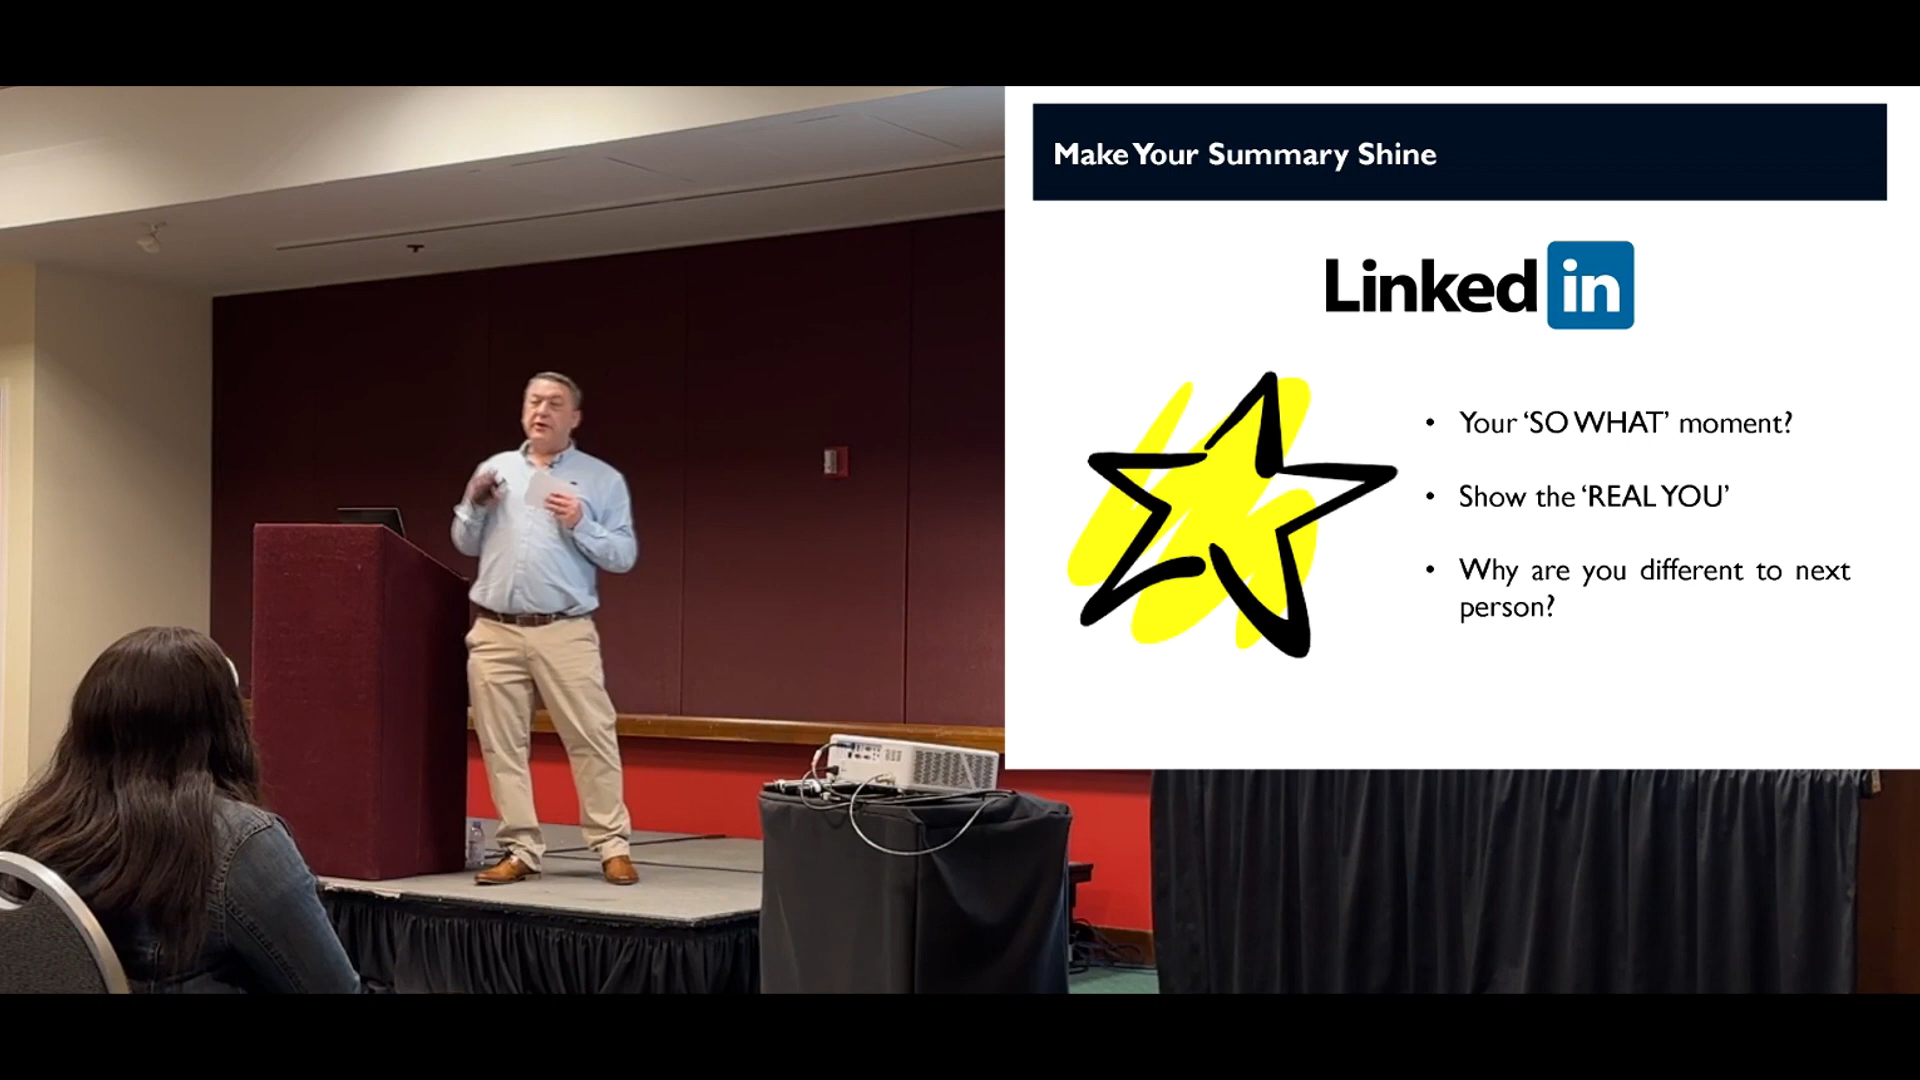 Make Your Summary Shine
Linked in
• Your ‘SO WHAT’ moment?
• Show the ‘REAL YOU’
• Why are you different to next
person?